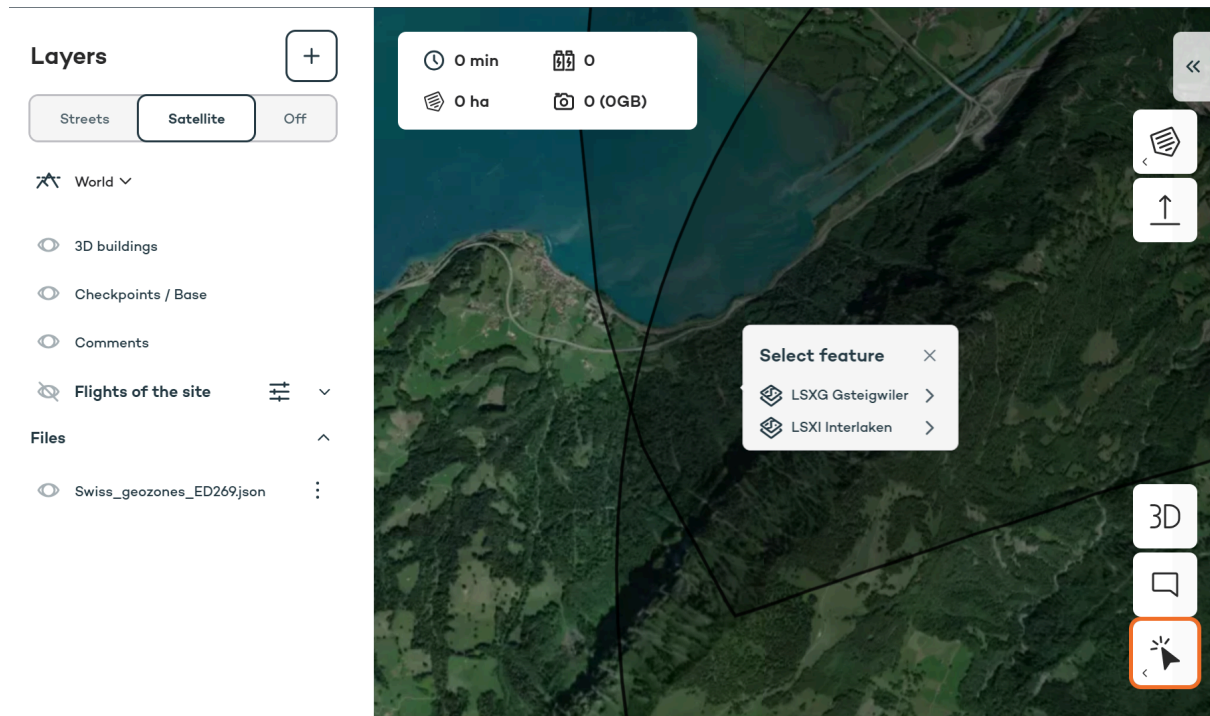 Layers
+
Streets
Satellite
Off
World
3D buildings
Checkpoints / Base
Comments
Flights of the site
Files
Swiss_geozones_ED269.json
0 min
0
0 ha
0 (0GB)
Select feature
LSXG Gsteigwiler
LSXI Interlaken
3D